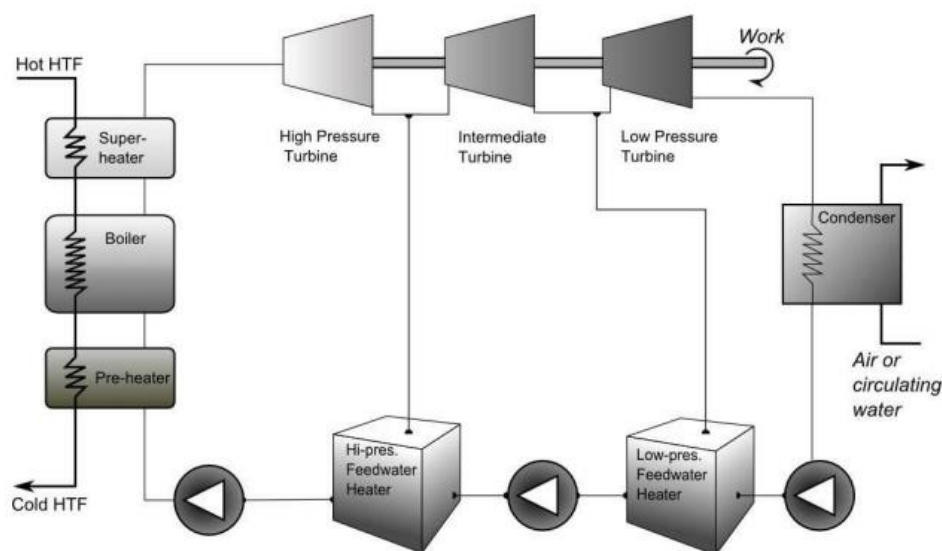 Work
Hot HTF
Super-
heater
High Pressure
Turbine
Intermediate
Turbine
Low Pressure
Turbine
Boiler
Condenser
Pre-heater
Air or
circulating
water
Hi-pres.
Feedwater
Heater
Low-pres.
Feedwater
Heater
Cold HTF